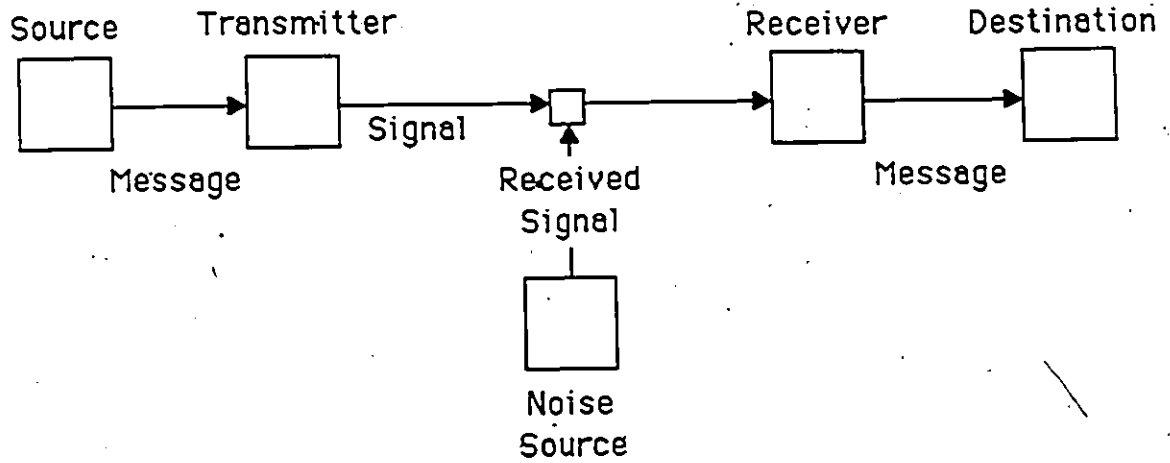 Source
Transmitter
Receiver
Destination
Signal
Message
Received
Signal
Message
Noise
Source